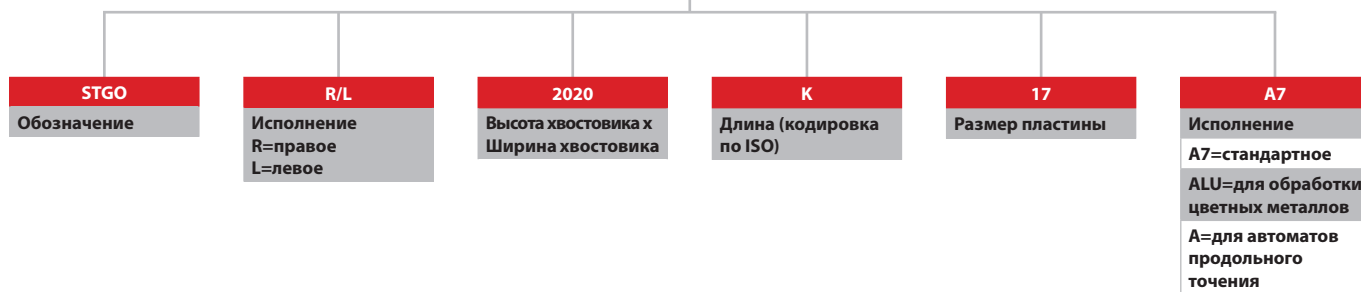 STGO
Обозначение
R/L
Исполнение
R=правое
L=левое
2020
Высота хвостовика x
Ширина хвостовика
K
Длина (кодировка
по ISO)
17
Размер пластины
A7
Исполнение
A7=стандартное
ALU=для обработки
цветных металлов
A=для автоматов
продольного
точения